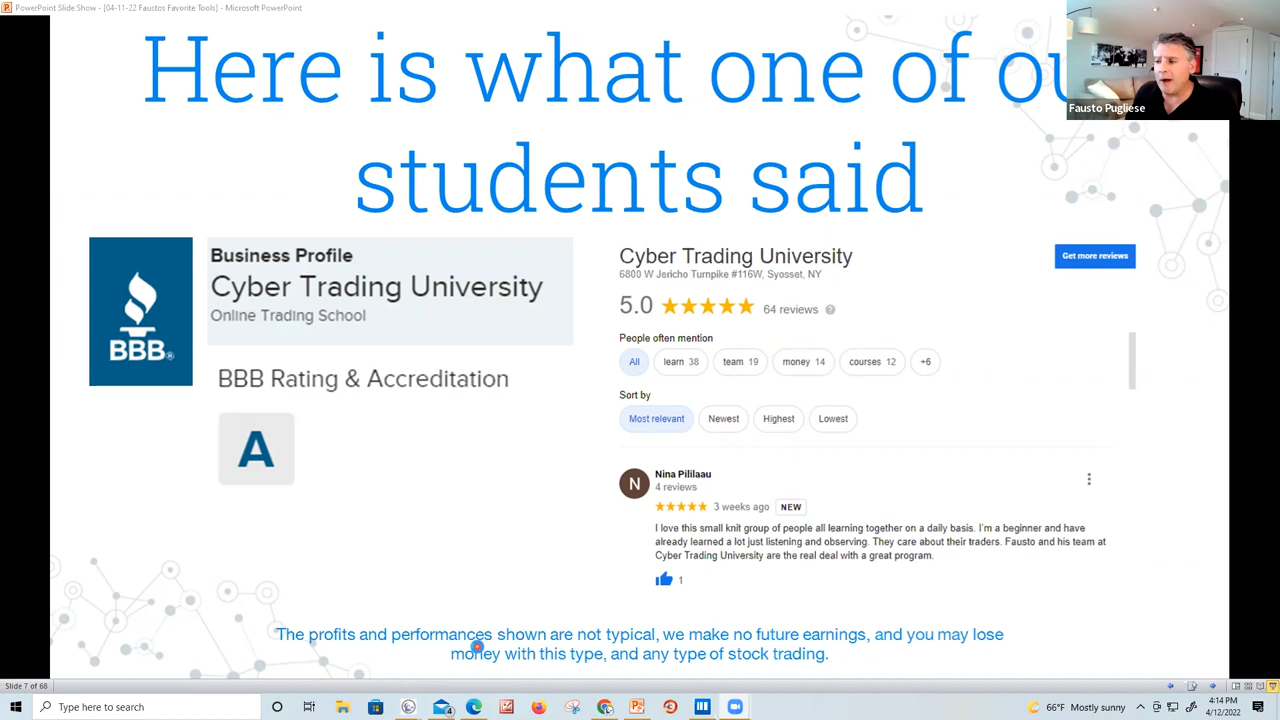 PowerPoint Slide Show - [04-11-22 Faustos Favorite Tools] - Microsoft PowerPoint
Here is what one of ou
students said
Fausto Pugliese
BBB
Business Profile
Cyber Trading University
Online Trading School
BBB Rating & Accreditation
A
Cyber Trading University
6800 W Jericho Turnpike #116W, Syosset, NY
Get more reviews
5.0 64 reviews
People often mention
All learn 38 team 19 money 14 courses 12 +6
Sort by
Most relevant Newest Highest Lowest
N
Nina Pililaau
4 reviews
3 weeks ago NEW
I love this small knit group of people all learning together on a daily basis. I'm a beginner and have
already learned a lot just listening and observing. They care about their traders. Fausto and his team at
Cyber Trading University are the real deal with a great program.
1
The profits and performances shown are not typical, we make no future earnings, and you may lose
money with this type, and any type of stock trading.
Slide 7 of 68
Type here to search
66°F Mostly sunny
4:14 PM
4/12/2022